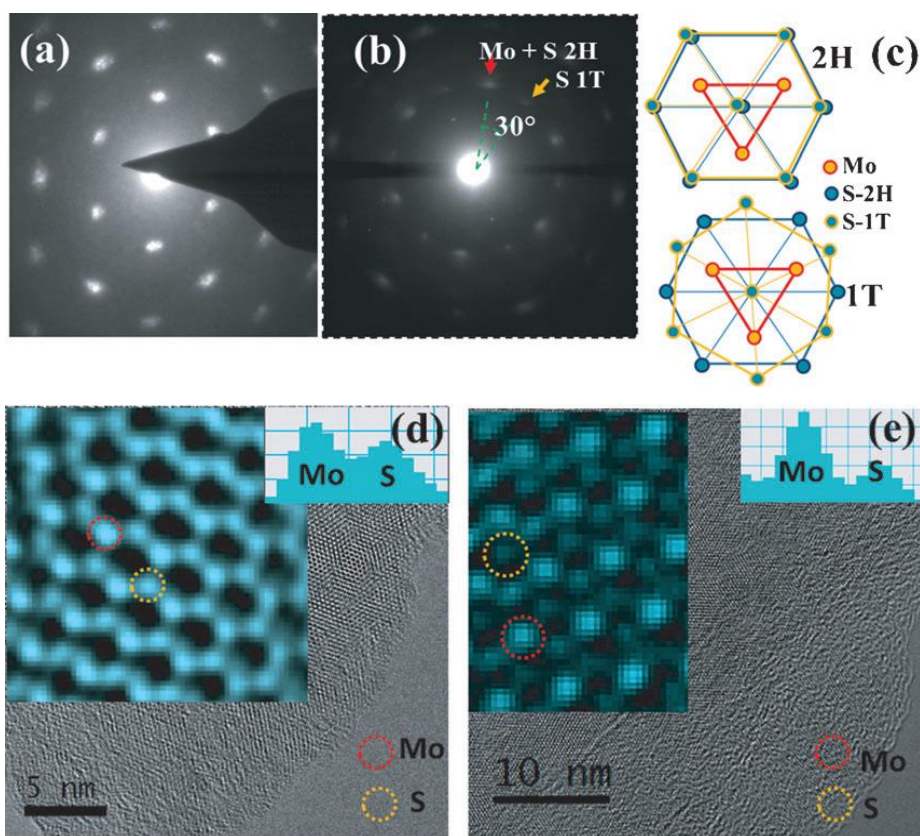 (a)
(b)
Mo + S 2H
S 1T
30°
2H
(c)
Mo
S-2H
S-1T
1T
(d)
Mo S
5 nm
Mo
S
(e)
Mo S
10 nm
Mo
S